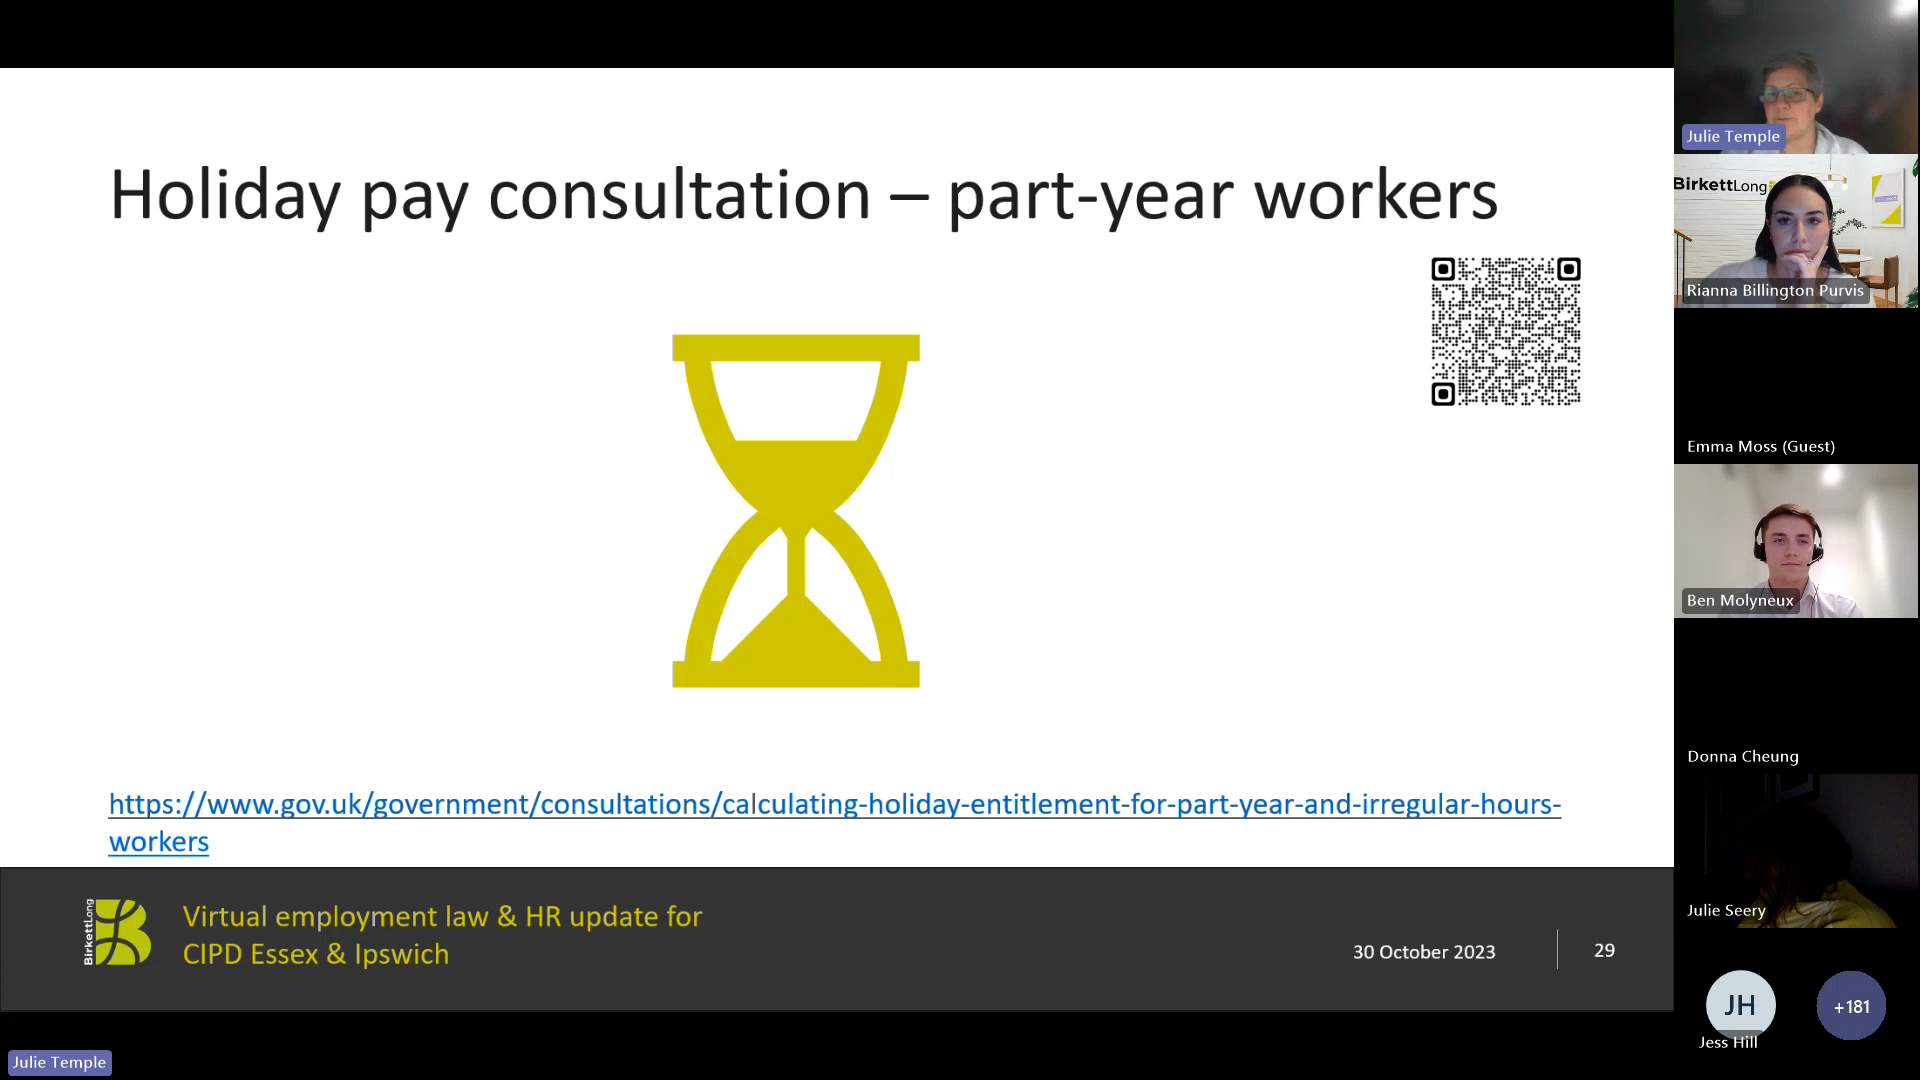 Holiday pay consultation – part-year workers
https://www.gov.uk/government/consultations/calculating-holiday-entitlement-for-part-year-and-irregular-hours-
workers
BirkettLong
Virtual employment law & HR update for
CIPD Essex & Ipswich
30 October 2023
29
Julie Temple
Julie Temple
BirkettLong
Rianna Billington Purvis
Emma Moss (Guest)
Ben Molyneux
Donna Cheung
Julie Seery
JH
Jess Hill
+181